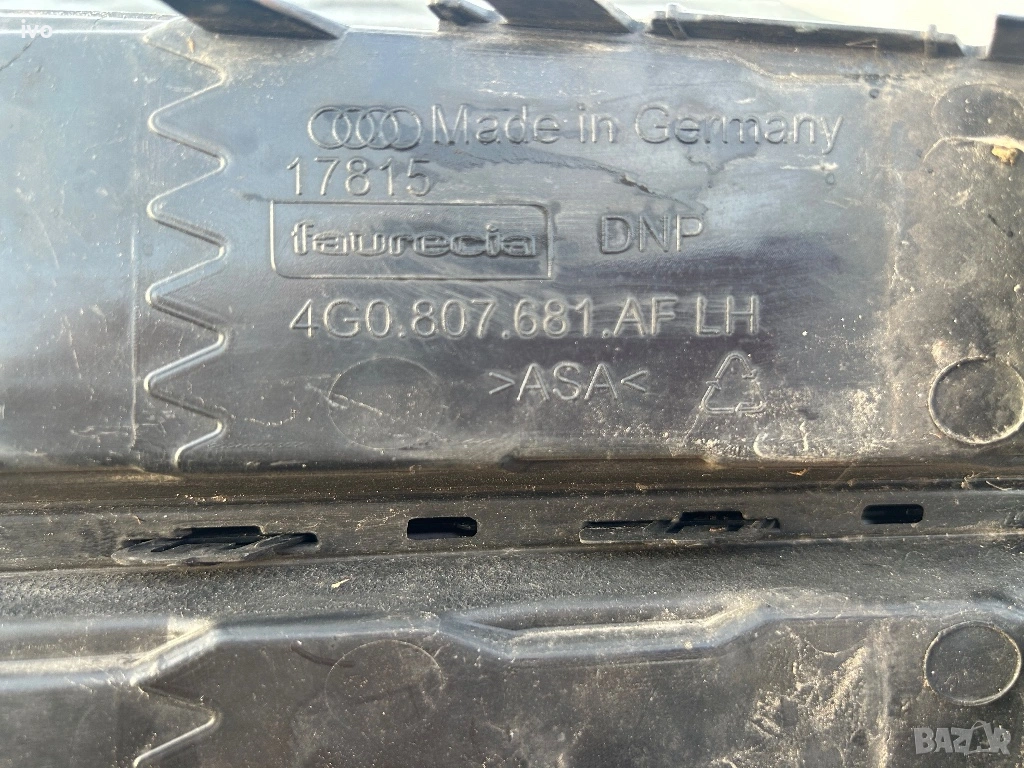 ivo
Made in Germany
17815
faurecia DNP
4G0.807.681.AF LH
>ASA<
BAZAR